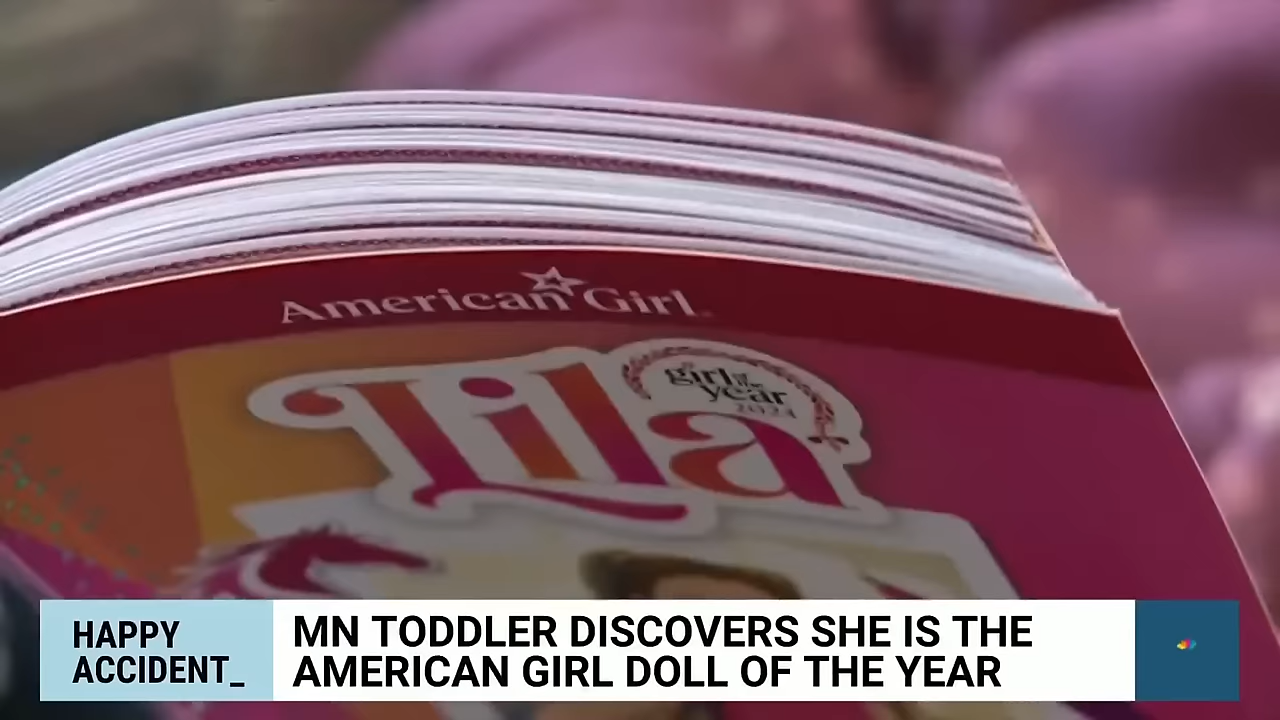 American Girl
Lila
girl of the
year
2024
HAPPY
ACCIDENT_
MN TODDLER DISCOVERS SHE IS THE
AMERICAN GIRL DOLL OF THE YEAR